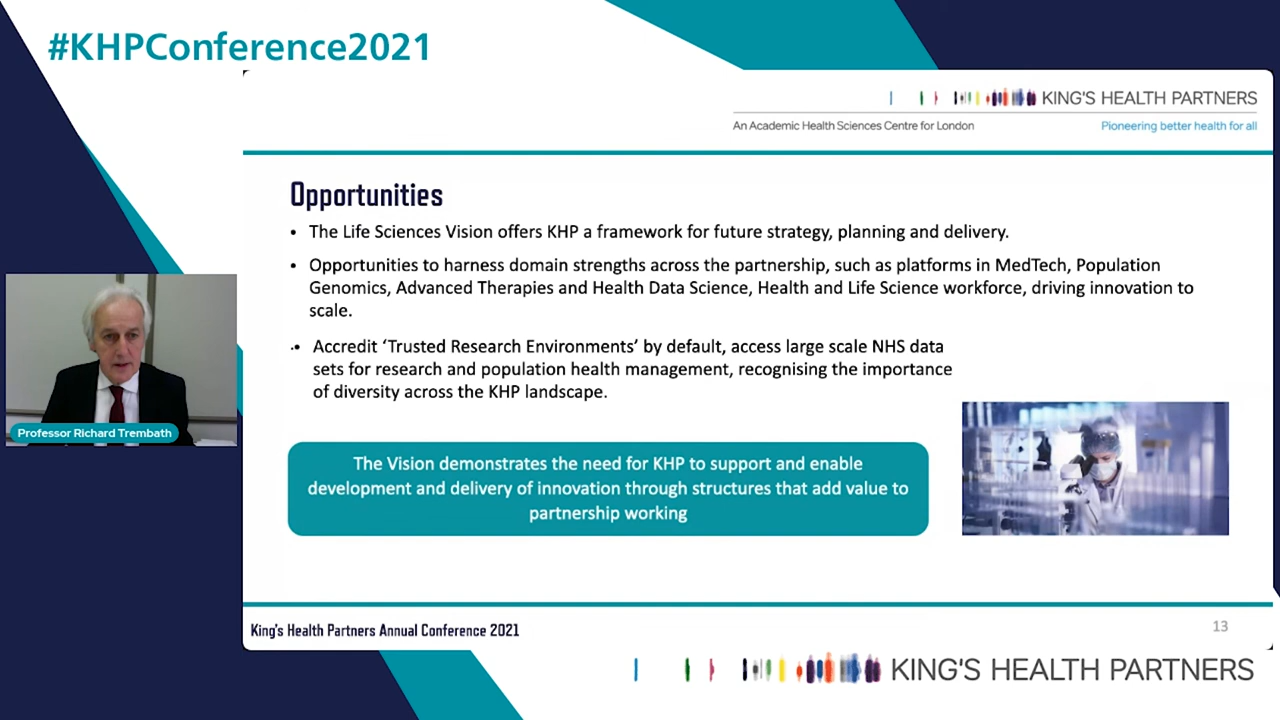 #KHPConference2021
KING'S HEALTH PARTNERS
An Academic Health Sciences Centre for London
Pioneering better health for all
Opportunities
• The Life Sciences Vision offers KHP a framework for future strategy, planning and delivery.
• Opportunities to harness domain strengths across the partnership, such as platforms in MedTech, Population
Genomics, Advanced Therapies and Health Data Science, Health and Life Science workforce, driving innovation to
scale.
• Accredit ‘Trusted Research Environments’ by default, access large scale NHS data
sets for research and population health management, recognising the importance
of diversity across the KHP landscape.
Professor Richard Trembath
The Vision demonstrates the need for KHP to support and enable
development and delivery of innovation through structures that add value to
partnership working
King's Health Partners Annual Conference 2021
13
KING'S HEALTH PARTNERS